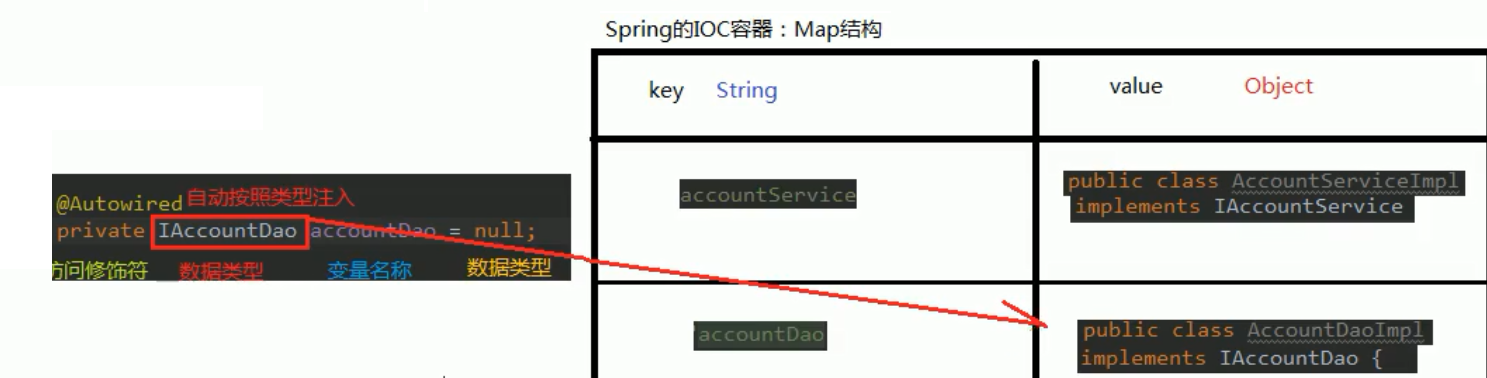 Spring的IOC容器：Map结构
key String
value Object
@Autowired 自动按照类型注入
private IAccountDao accountDao = null;
访问修饰符 数据类型 变量名称 数据类型
accountService
public class AccountServiceImpl
implements IAccountService
accountDao
public class AccountDaoImpl
implements IAccountDao {